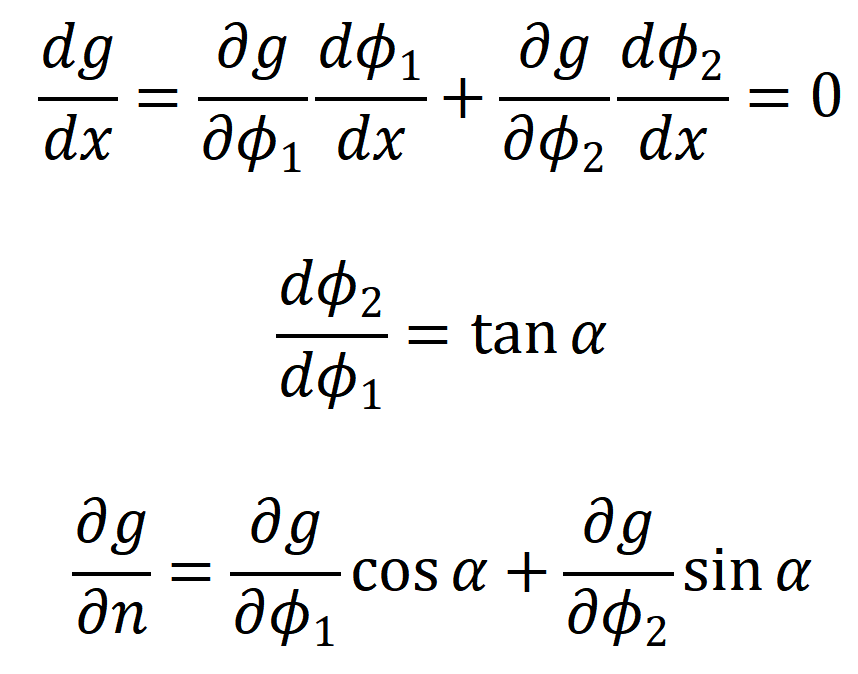 dg/dx = ∂g/∂ϕ₁ dϕ₁/dx + ∂g/∂ϕ₂ dϕ₂/dx = 0
dϕ₂/dϕ₁ = tan α
∂g/∂n = ∂g/∂ϕ₁ cos α + ∂g/∂ϕ₂ sin α